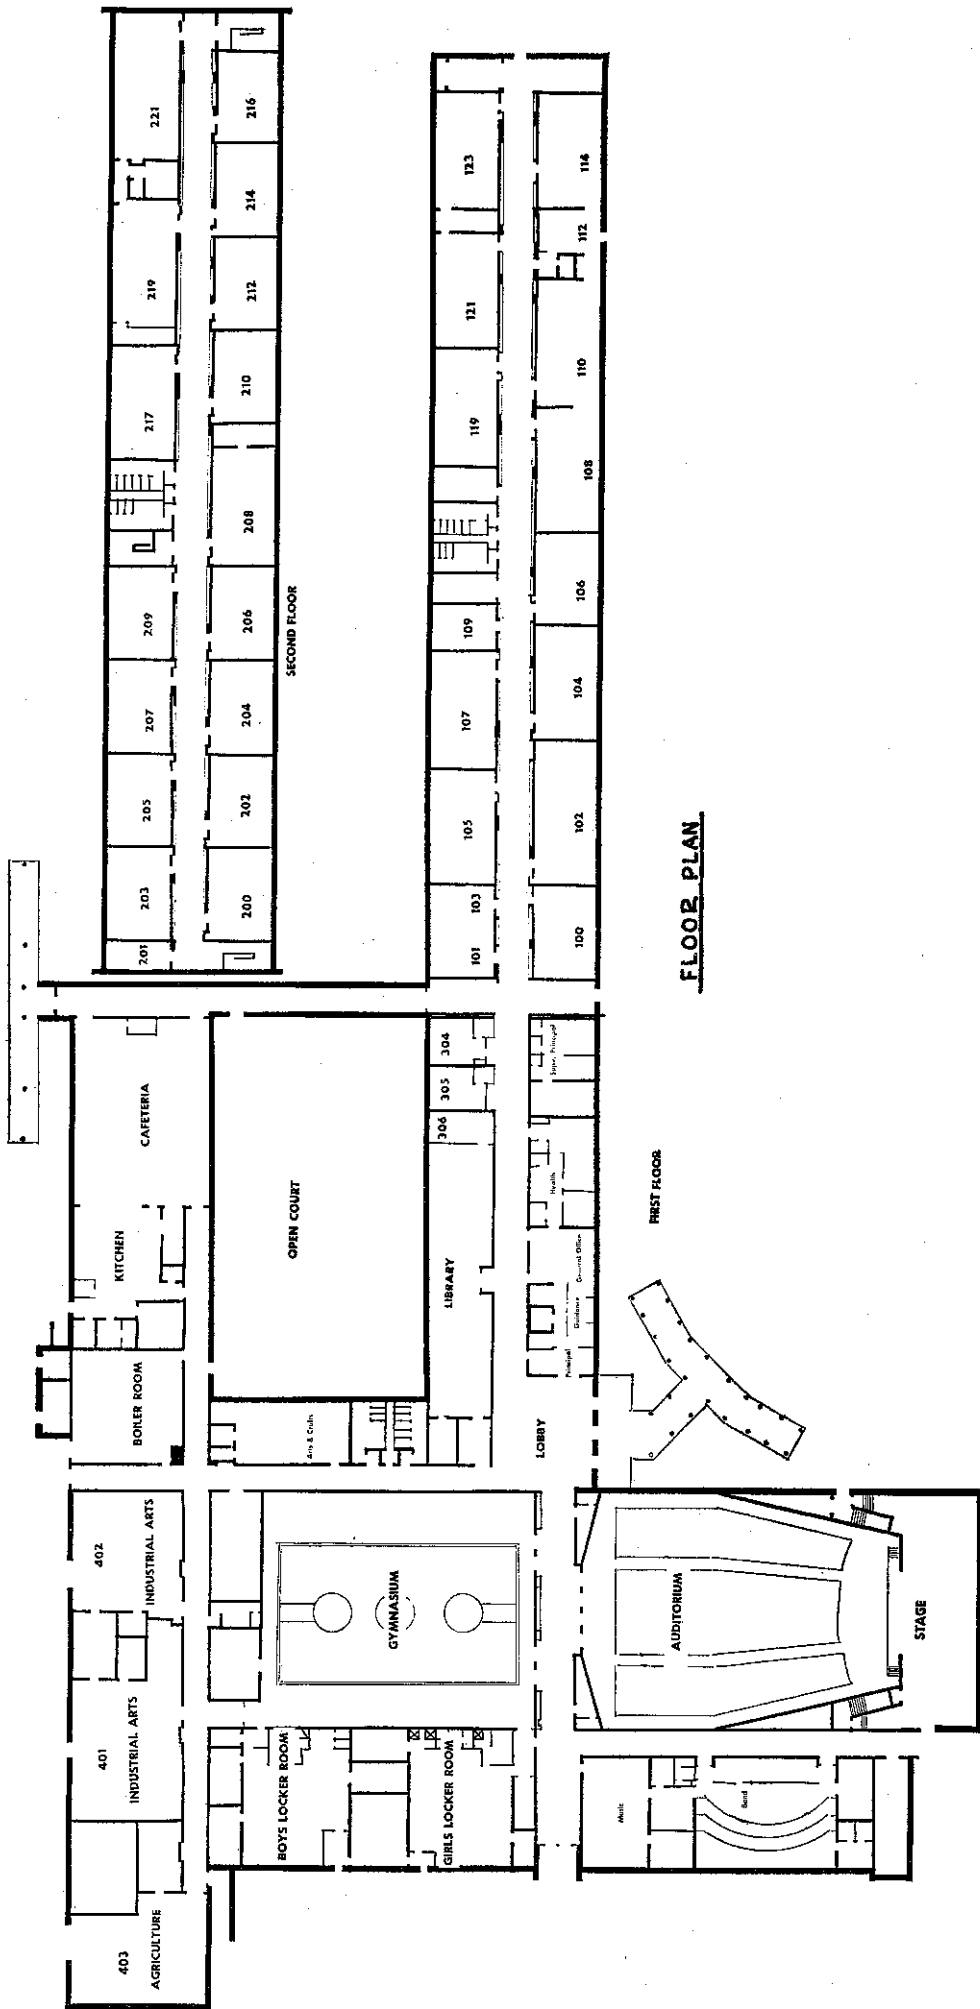 221
219
217
209
207
205
203
201
216
214
212
210
208
206
204
202
200
SECOND FLOOR
123
121
119
109
107
105
103
101
114
112
110
108
106
104
102
100
FLOOR PLAN
CAFETERIA
KITCHEN
BOILER ROOM
OPEN COURT
304
305
306
LIBRARY
Arts & Crafts
Super. Principal
Health
General Office
Guidance
Principal
LOBBY
FIRST FLOOR
402
INDUSTRIAL ARTS
401
INDUSTRIAL ARTS
403
AGRICULTURE
GYMNASIUM
BOYS LOCKER ROOM
GIRLS LOCKER ROOM
AUDITORIUM
STAGE
Music
Band